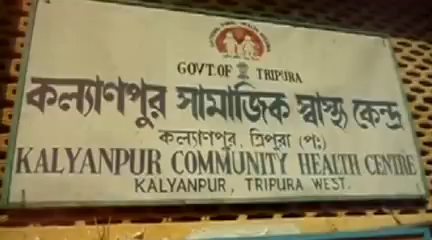 GOVT.OF TRIPURA
কল্যাণপুর সামাজিক স্বাস্থ্য কেন্দ্র
কল্যাণপুর, ত্রিপুরা (পঃ)
KALYANPUR COMMUNITY HEALTH CENTRE
KALYANPUR, TRIPURA WEST.